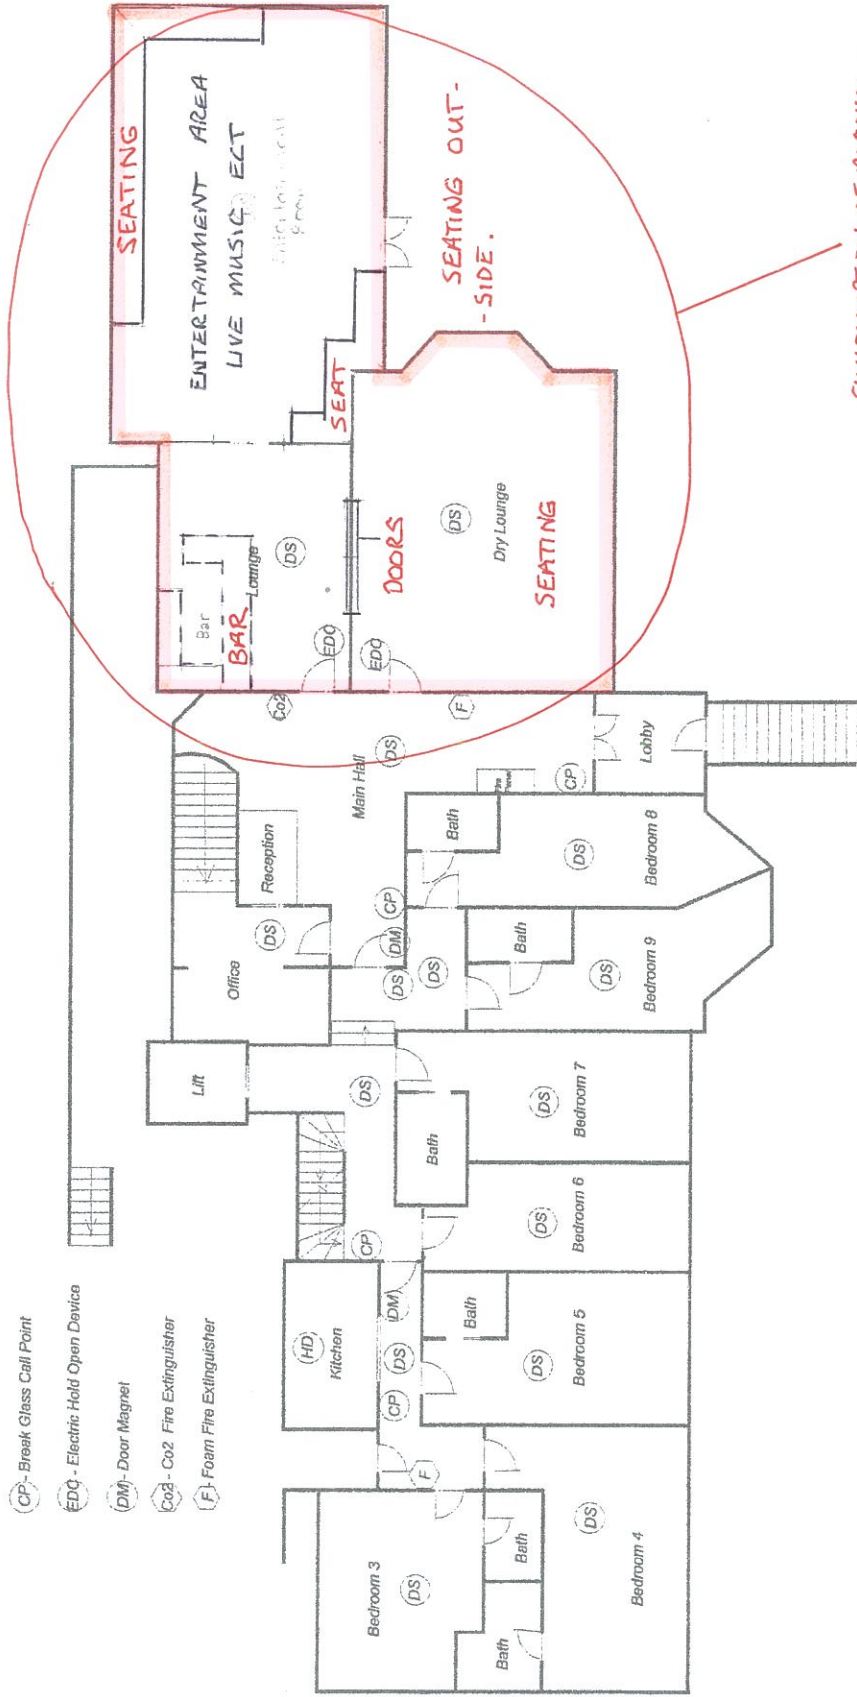 CP - Break Glass Call Point
EDO - Electric Hold Open Device
DM - Door Magnet
Co2 - Co2 Fire Extinguisher
F - Foam Fire Extinguisher
SEATING
ENTERTAINMENT AREA
LIVE MUSIC ECT
SEAT
SEATING OUT-
-SIDE.
Bar
BAR
Lounge
DS
EDO
DOORS
DS
Dry Lounge
EDO
SEATING
Co2
F
Main Hall
DS
CP
Lobby
Reception
Office
DS
CP
DM
DS
DS
Bath
DS
Bedroom 8
Bath
DS
Bedroom 9
Lift
DS
Bath
DS
Bedroom 7
DS
Bedroom 6
CP
HD
Kitchen
DM
DS
CP
Bath
DS
Bedroom 5
F
Bedroom 3
DS
Bath
Bath
DS
Bedroom 4